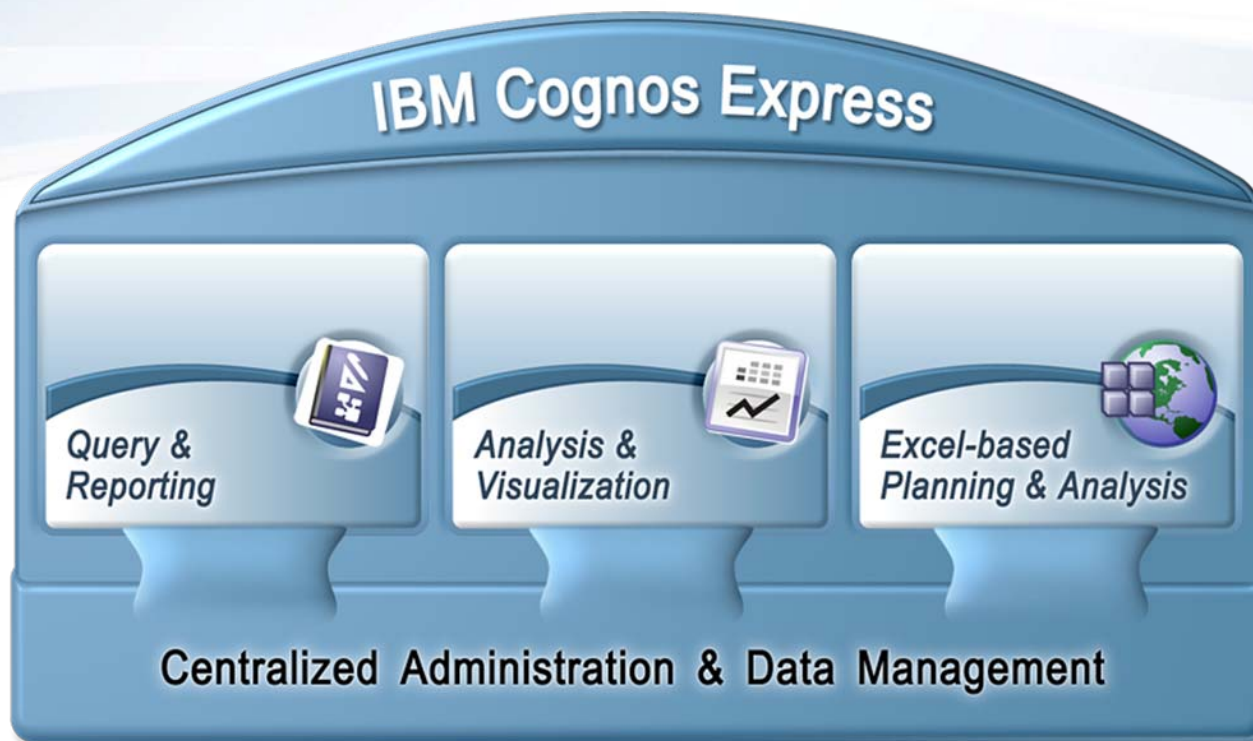 IBM Cognos Express
Query &
Reporting
Analysis &
Visualization
Excel-based
Planning & Analysis
Centralized Administration & Data Management